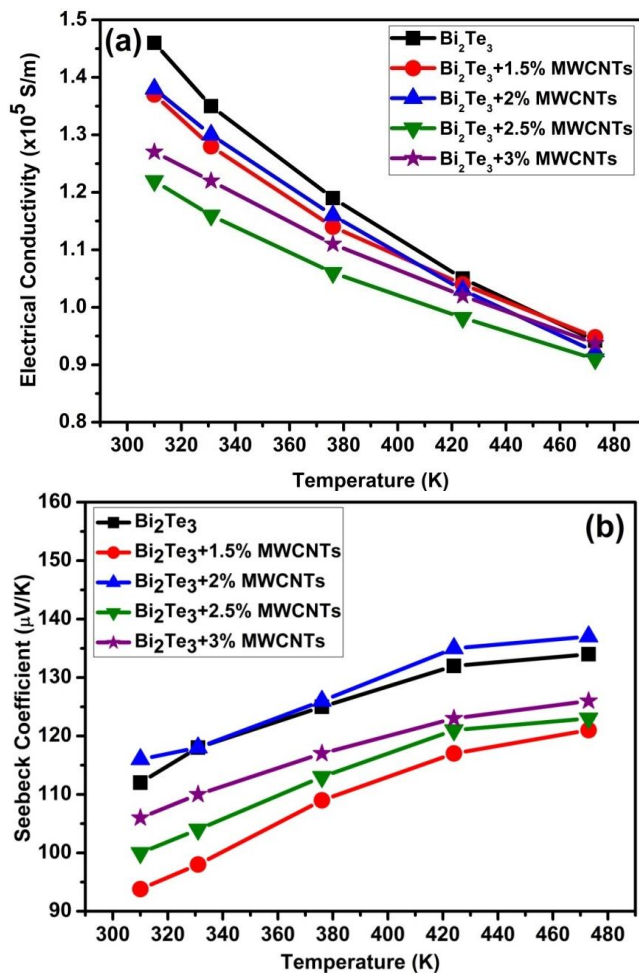 (a)
Bi₂Te₃
Bi₂Te₃+1.5% MWCNTs
Bi₂Te₃+2% MWCNTs
Bi₂Te₃+2.5% MWCNTs
Bi₂Te₃+3% MWCNTs
Electrical Conductivity (x10⁵ S/m)
1.5
1.4
1.3
1.2
1.1
1.0
0.9
0.8
300 320 340 360 380 400 420 440 460 480
Temperature (K)
(b)
Bi₂Te₃
Bi₂Te₃+1.5% MWCNTs
Bi₂Te₃+2% MWCNTs
Bi₂Te₃+2.5% MWCNTs
Bi₂Te₃+3% MWCNTs
Seebeck Coefficient (μV/K)
160
150
140
130
120
110
100
90
300 320 340 360 380 400 420 440 460 480
Temperature (K)